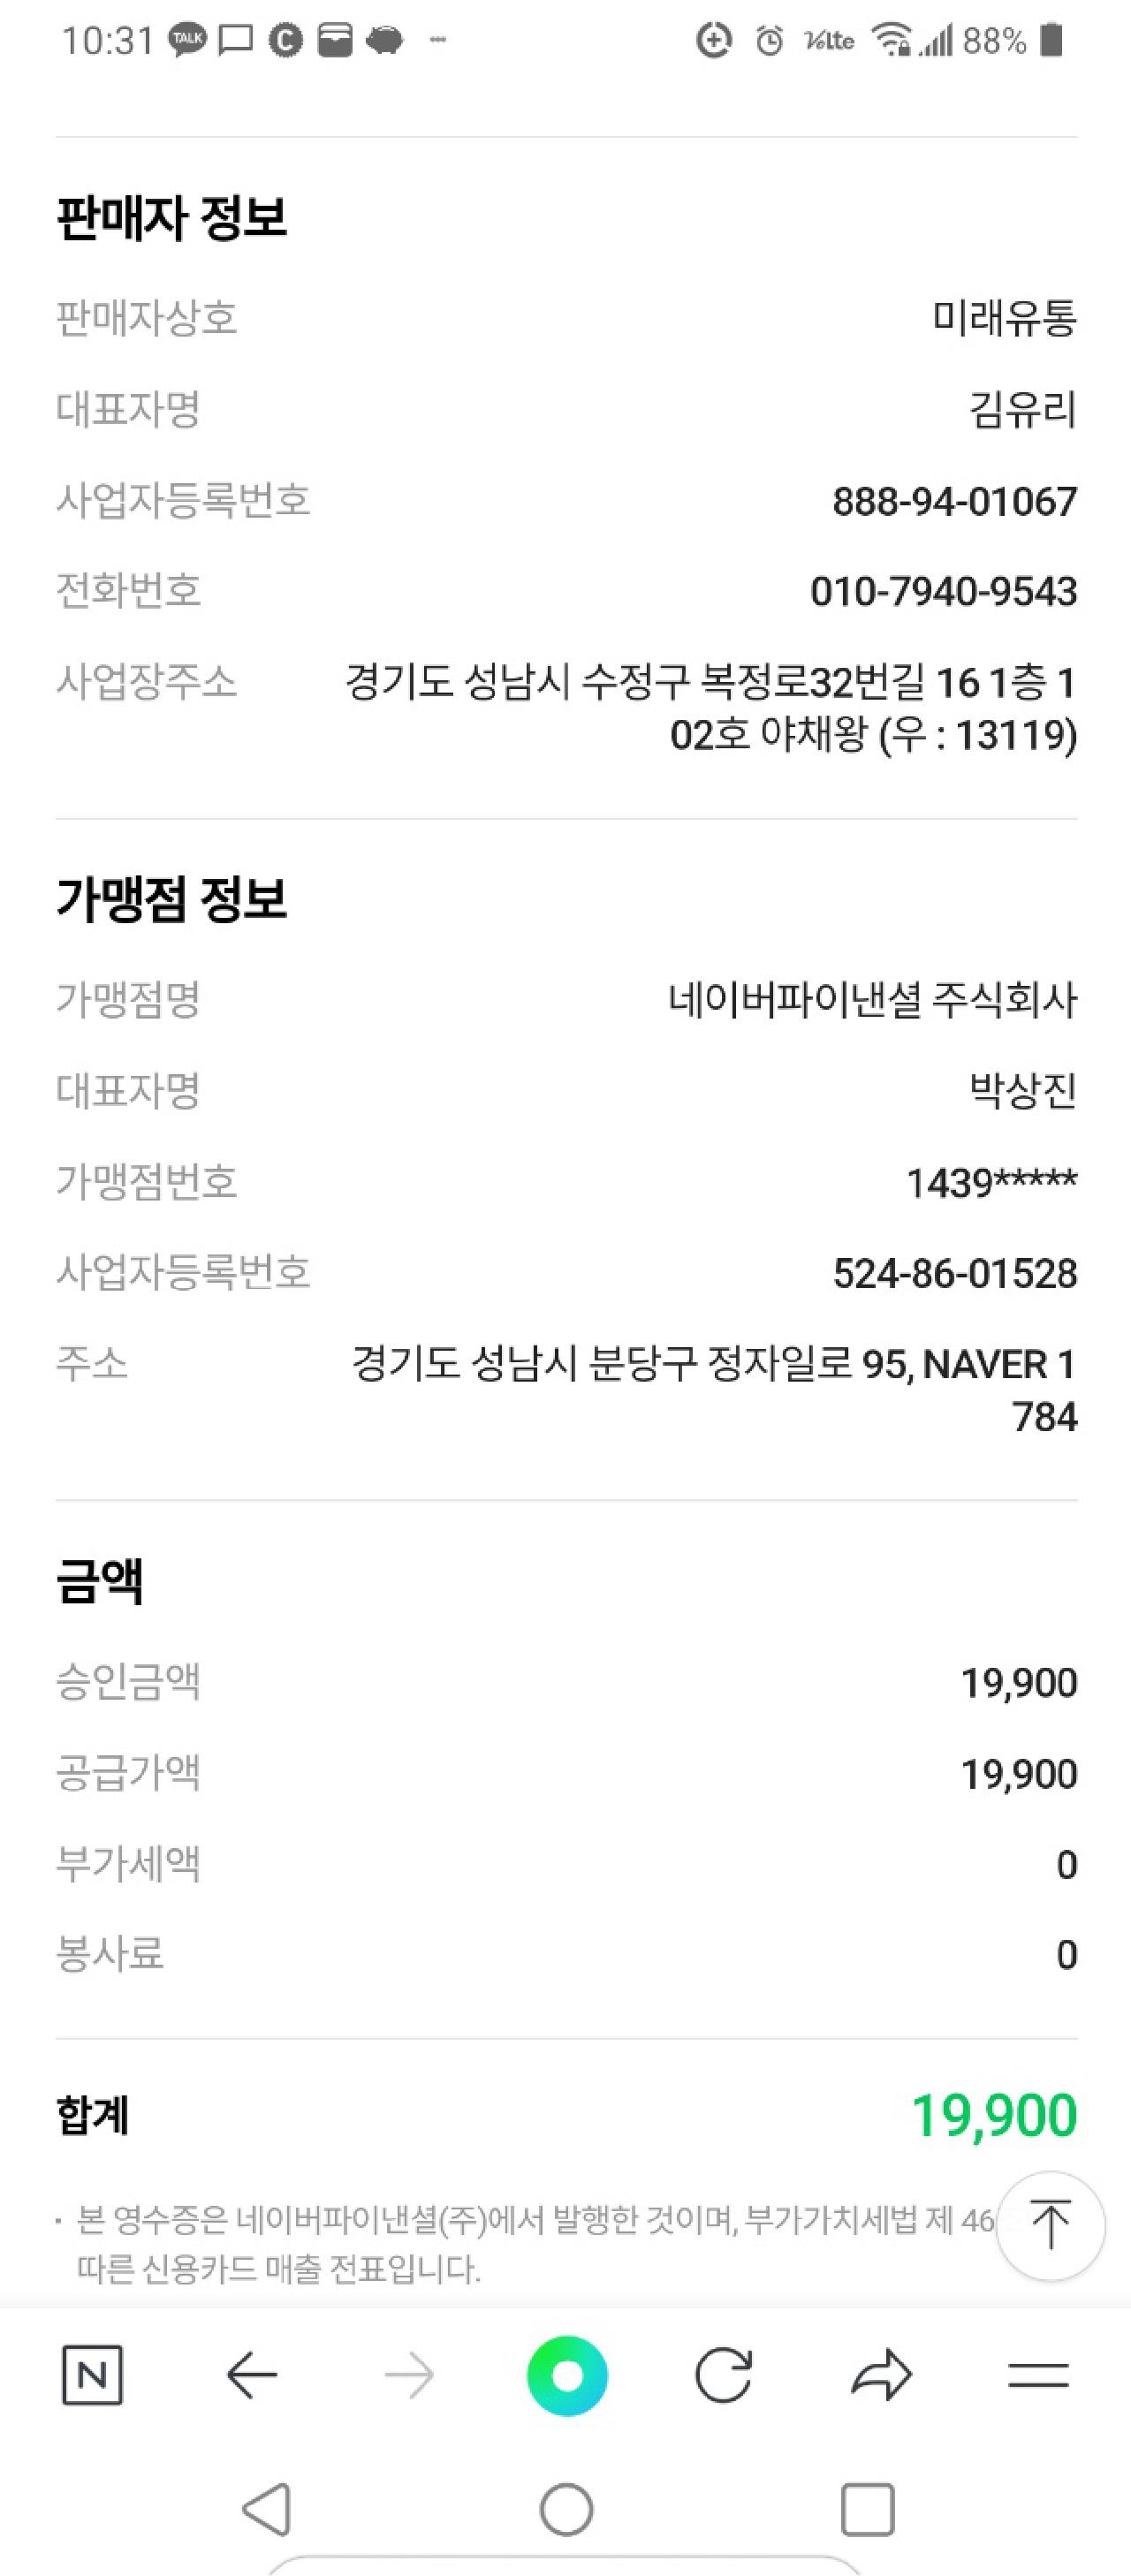 10:31 TALK C 88%
판매자 정보
판매자상호 미래유통
대표자명 김유리
사업자등록번호 888-94-01067
전화번호 010-7940-9543
사업장주소 경기도 성남시 수정구 복정로32번길 16 1층 1
02호 야채왕 (우 : 13119)
가맹점 정보
가맹점명 네이버파이낸셜 주식회사
대표자명 박상진
가맹점번호 1439*****
사업자등록번호 524-86-01528
주소 경기도 성남시 분당구 정자일로 95, NAVER 1
784
금액
승인금액 19,900
공급가액 19,900
부가세액 0
봉사료 0
합계 19,900
· 본 영수증은 네이버파이낸셜(주)에서 발행한 것이며, 부가가치세법 제 46
따른 신용카드 매출 전표입니다.
N